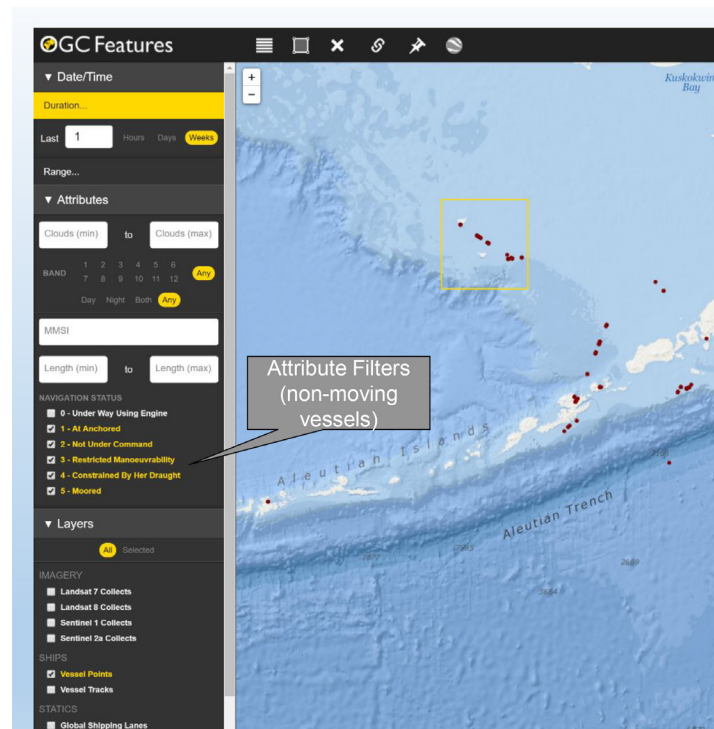 OGC Features
▼ Date/Time
Duration...
Last 1 Hours Days Weeks
Range...
▼ Attributes
Clouds (min) to Clouds (max)
BAND 1 2 3 4 5 6
7 8 9 10 11 12 Any
Day Night Both Any
MMSI
Length (min) to Length (max)
NAVIGATION STATUS
0 - Under Way Using Engine
1 - At Anchored
2 - Not Under Command
3 - Restricted Manoeuvrability
4 - Constrained By Her Draught
5 - Moored
▼ Layers
All Selected
IMAGERY
Landsat 7 Collects
Landsat 8 Collects
Sentinel 1 Collects
Sentinel 2a Collects
SHIPS
Vessel Points
Vessel Tracks
STATICS
Global Shipping Lanes
+
−
Kuskokwim
Bay
Attribute Filters
(non-moving
vessels)
Aleutian Islands
Aleutian Trench